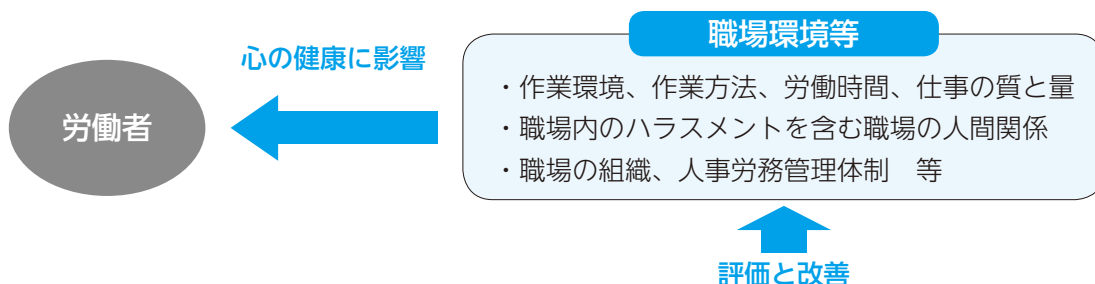 職場環境等
心の健康に影響
労働者
・作業環境、作業方法、労働時間、仕事の質と量
・職場内のハラスメントを含む職場の人間関係
・職場の組織、人事労務管理体制　等
評価と改善